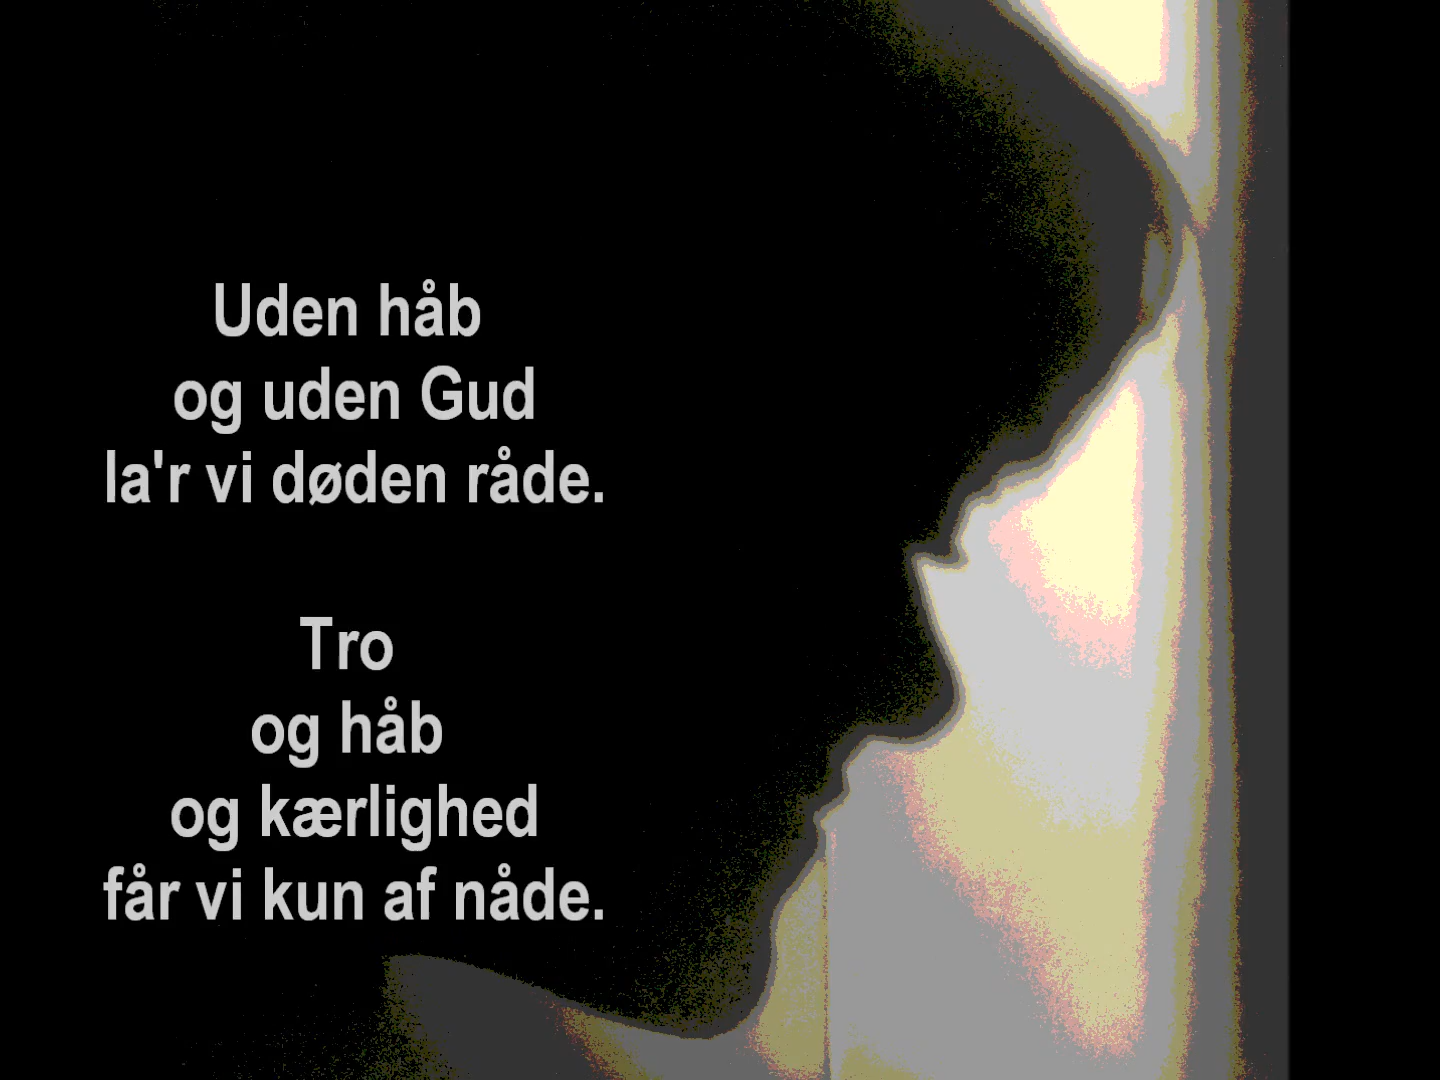 Uden håb
og uden Gud
la'r vi døden råde.
Tro
og håb
og kærlighed
får vi kun af nåde.